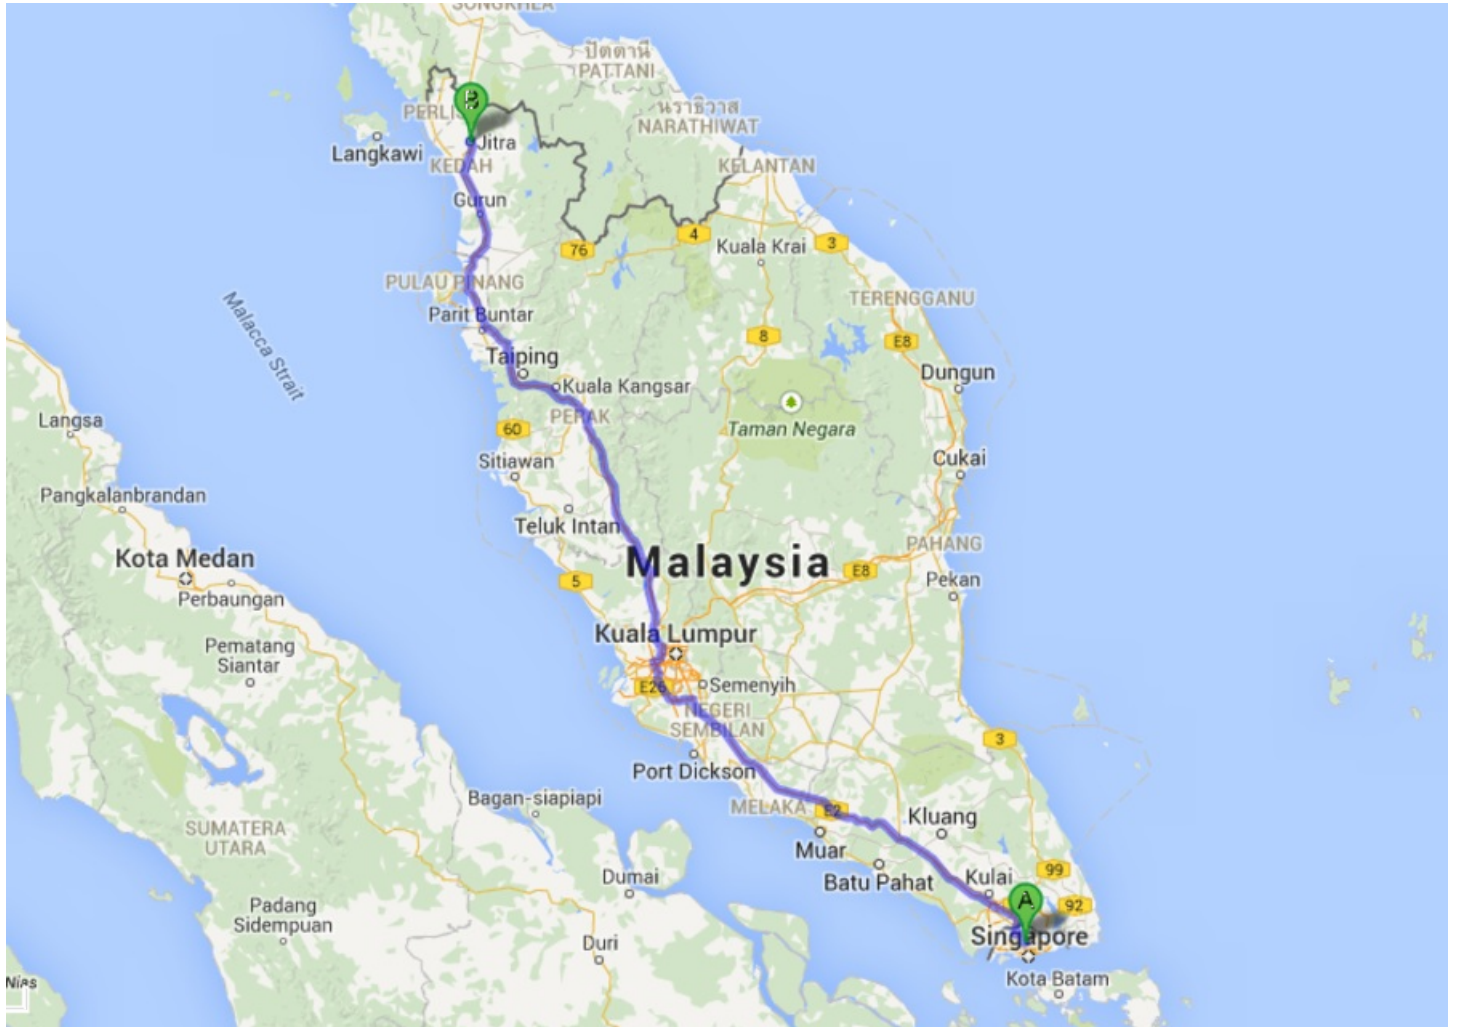 SONGKHLA
ปัตตานี
PATTANI
นราธิวาส
NARATHIWAT
PERLIS
B
Jitra
Langkawi
KEDAH
KELANTAN
Gurun
4
3
76
Kuala Krai
PULAU PINANG
TERENGGANU
Malacca Strait
Parit Buntar
8
E8
Taiping
Dungun
Kuala Kangsar
PERAK
Langsa
60
Taman Negara
Sitiawan
Cukai
Pangkalanbrandan
Teluk Intan
PAHANG
Kota Medan
Malaysia
E8
5
Pekan
Perbaungan
Kuala Lumpur
Pematang
Siantar
E26
Semenyih
NEGERI
SEMBILAN
3
Port Dickson
Bagan-siapiapi
MELAKA
E2
Kluang
SUMATERA
UTARA
Muar
99
Dumai
Batu Pahat
Kulai
A
92
Padang
Sidempuan
Singapore
Duri
Kota Batam
Nias